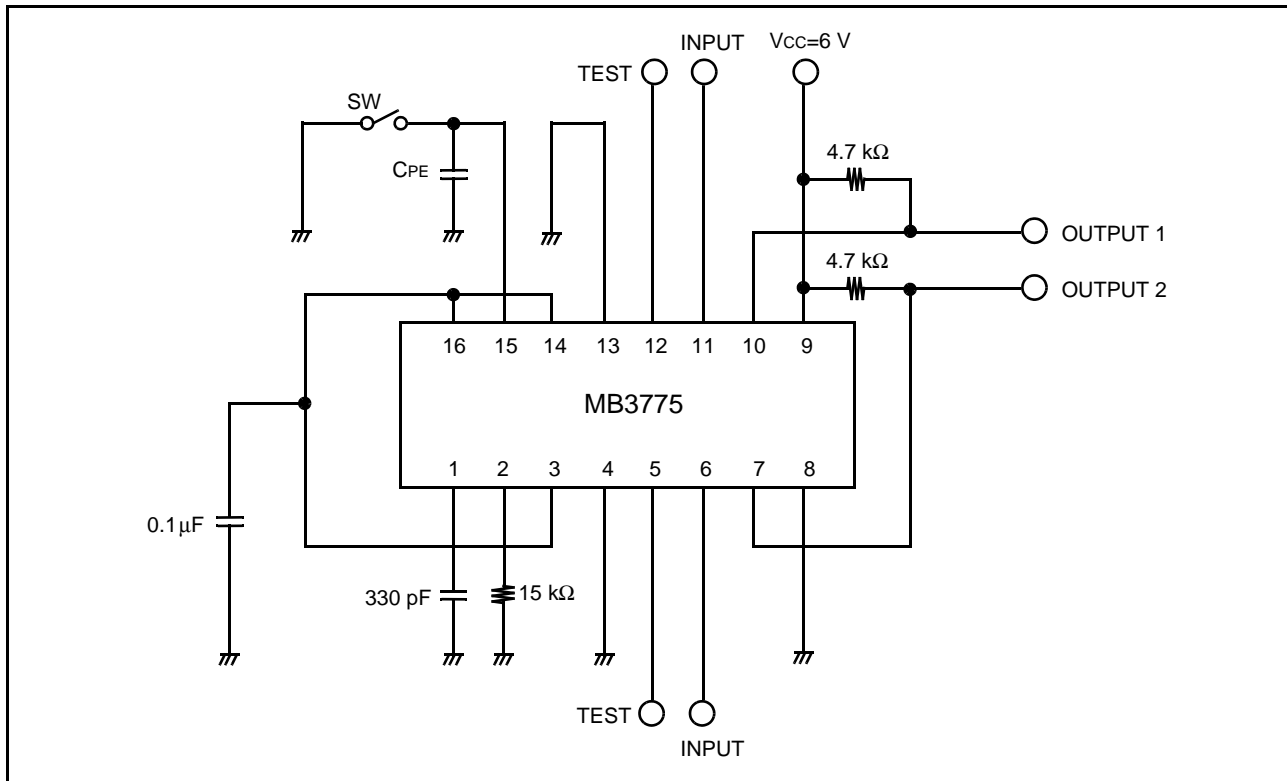 INPUT
VCC=6 V
TEST
SW
4.7 kΩ
CPE
OUTPUT 1
4.7 kΩ
OUTPUT 2
16 15 14 13 12 11 10 9
MB3775
1 2 3 4 5 6 7 8
0.1µF
330 pF
15 kΩ
TEST
INPUT